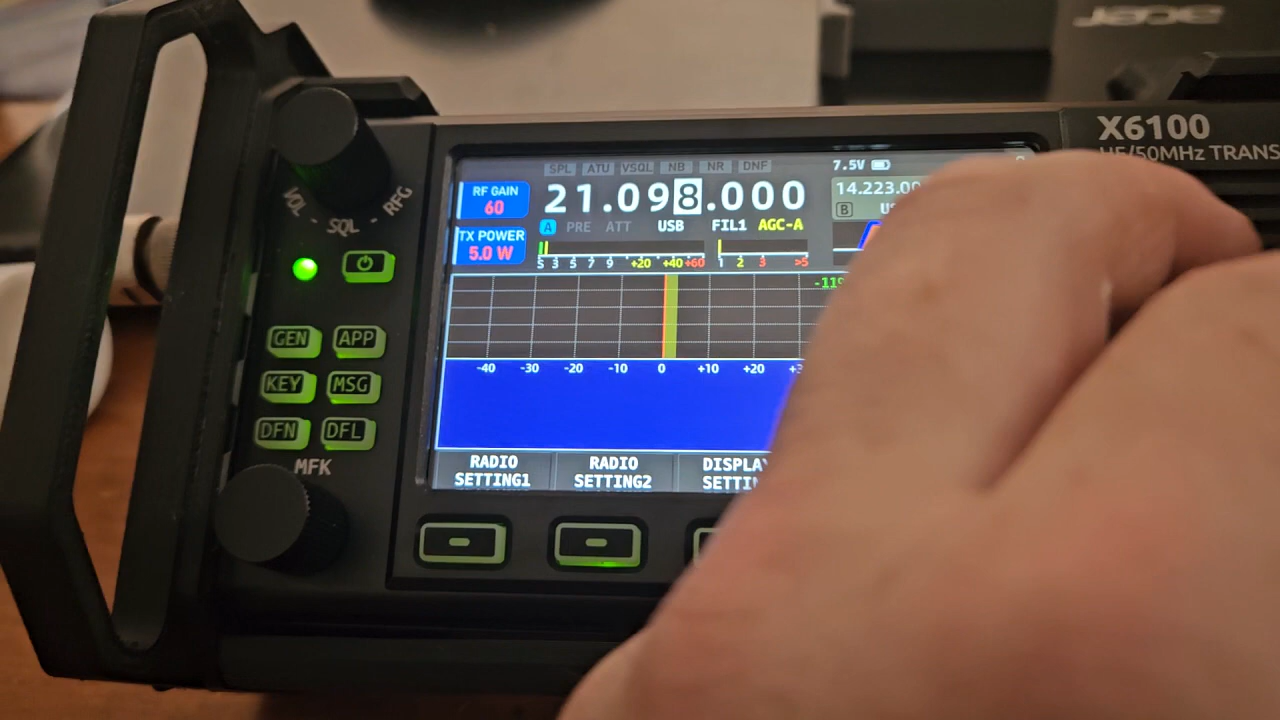 acer
X6100
HF/50MHz TRANS
SPL ATU VSQL NB NR DNF
7.5V
RF GAIN
60
21.098.000
14.223.00
A PRE ATT USB FIL1 AGC-A
B
TX POWER
5.0 W
S 3 5 7 9 +20 +40 +60
1 2 3 >5
-40 -30 -20 -10 0 +10 +20
RADIO
SETTING1
RADIO
SETTING2
DISPLAY
VOL - SQL - RFG
GEN APP
KEY MSG
DFN DFL
MFK